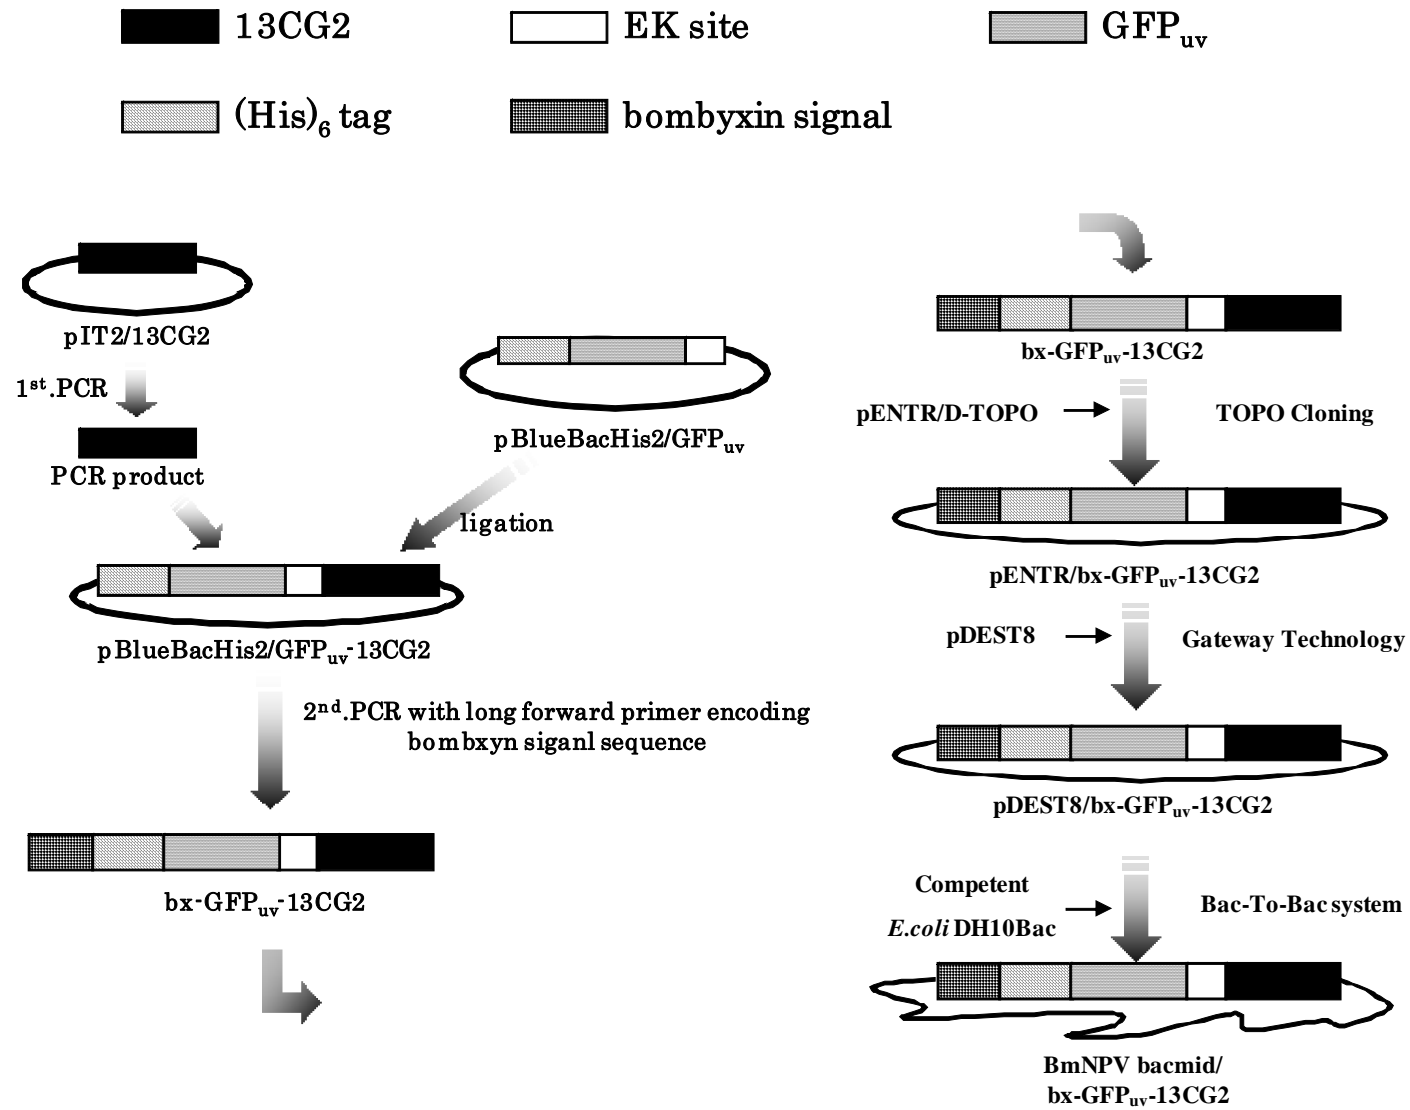 13CG2
EK site
GFPuv
(His)6 tag
bombyxin signal
pIT2/13CG2
1st.PCR
PCR product
pBlueBacHis2/GFPuv
ligation
pBlueBacHis2/GFPuv-13CG2
2nd.PCR with long forward primer encoding
bombxyn siganl sequence
bx-GFPuv-13CG2
bx-GFPuv-13CG2
pENTR/D-TOPO
TOPO Cloning
pENTR/bx-GFPuv-13CG2
pDEST8
Gateway Technology
pDEST8/bx-GFPuv-13CG2
Competent
E.coli DH10Bac
Bac-To-Bac system
BmNPV bacmid/
bx-GFPuv-13CG2